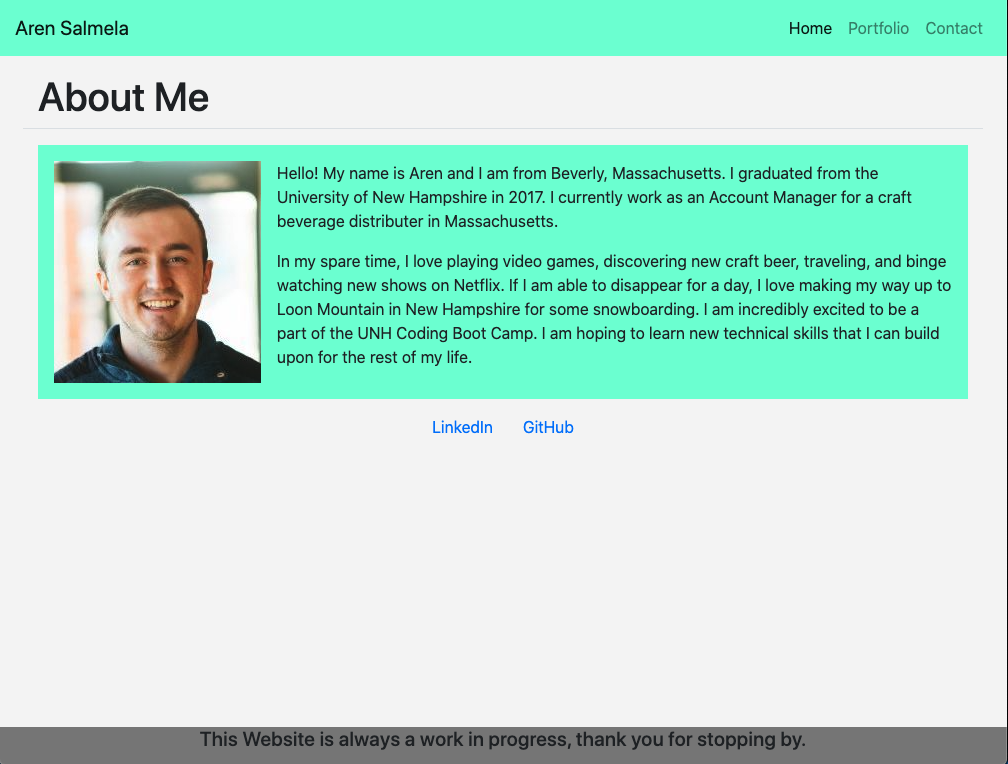 Aren Salmela
Home Portfolio Contact
About Me
Hello! My name is Aren and I am from Beverly, Massachusetts. I graduated from the
University of New Hampshire in 2017. I currently work as an Account Manager for a craft
beverage distributer in Massachusetts.
In my spare time, I love playing video games, discovering new craft beer, traveling, and binge
watching new shows on Netflix. If I am able to disappear for a day, I love making my way up to
Loon Mountain in New Hampshire for some snowboarding. I am incredibly excited to be a
part of the UNH Coding Boot Camp. I am hoping to learn new technical skills that I can build
upon for the rest of my life.
LinkedIn GitHub
This Website is always a work in progress, thank you for stopping by.